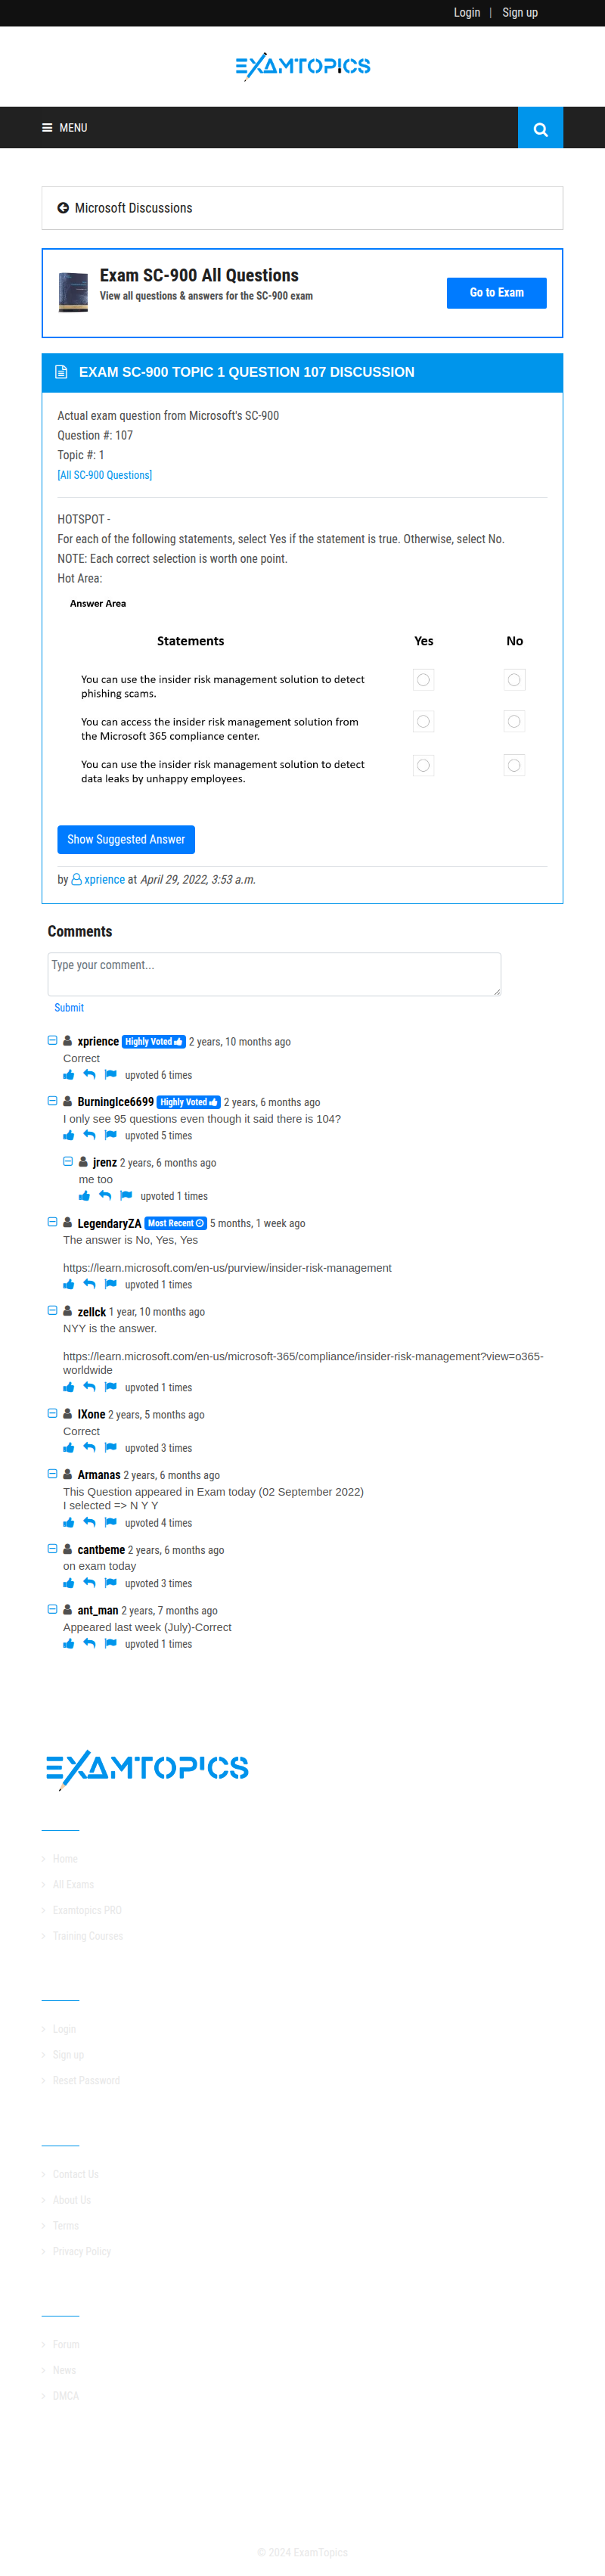 Login | Sign up
EXAMTOPICS
MENU
Microsoft Discussions
Exam SC-900 All Questions
View all questions & answers for the SC-900 exam
Go to Exam
EXAM SC-900 TOPIC 1 QUESTION 107 DISCUSSION
Actual exam question from Microsoft's SC-900
Question #: 107
Topic #: 1
[All SC-900 Questions]
HOTSPOT -
For each of the following statements, select Yes if the statement is true. Otherwise, select No.
NOTE: Each correct selection is worth one point.
Hot Area:
Answer Area
Statements Yes No
You can use the insider risk management solution to detect
phishing scams.
You can access the insider risk management solution from
the Microsoft 365 compliance center.
You can use the insider risk management solution to detect
data leaks by unhappy employees.
Show Suggested Answer
by xprience at April 29, 2022, 3:53 a.m.
Comments
Type your comment...
Submit
xprience Highly Voted 2 years, 10 months ago
Correct
upvoted 6 times
BurningIce6699 Highly Voted 2 years, 6 months ago
I only see 95 questions even though it said there is 104?
upvoted 5 times
jrenz 2 years, 6 months ago
me too
upvoted 1 times
LegendaryZA Most Recent 5 months, 1 week ago
The answer is No, Yes, Yes
https://learn.microsoft.com/en-us/purview/insider-risk-management
upvoted 1 times
zellck 1 year, 10 months ago
NYY is the answer.
https://learn.microsoft.com/en-us/microsoft-365/compliance/insider-risk-management?view=o365-
worldwide
upvoted 1 times
IXone 2 years, 5 months ago
Correct
upvoted 3 times
Armanas 2 years, 6 months ago
This Question appeared in Exam today (02 September 2022)
I selected => N Y Y
upvoted 4 times
cantbeme 2 years, 6 months ago
on exam today
upvoted 3 times
ant_man 2 years, 7 months ago
Appeared last week (July)-Correct
upvoted 1 times
EXAMTOPICS
Home
All Exams
Examtopics PRO
Training Courses
Login
Sign up
Reset Password
Contact Us
About Us
Terms
Privacy Policy
Forum
News
DMCA
© 2024 ExamTopics